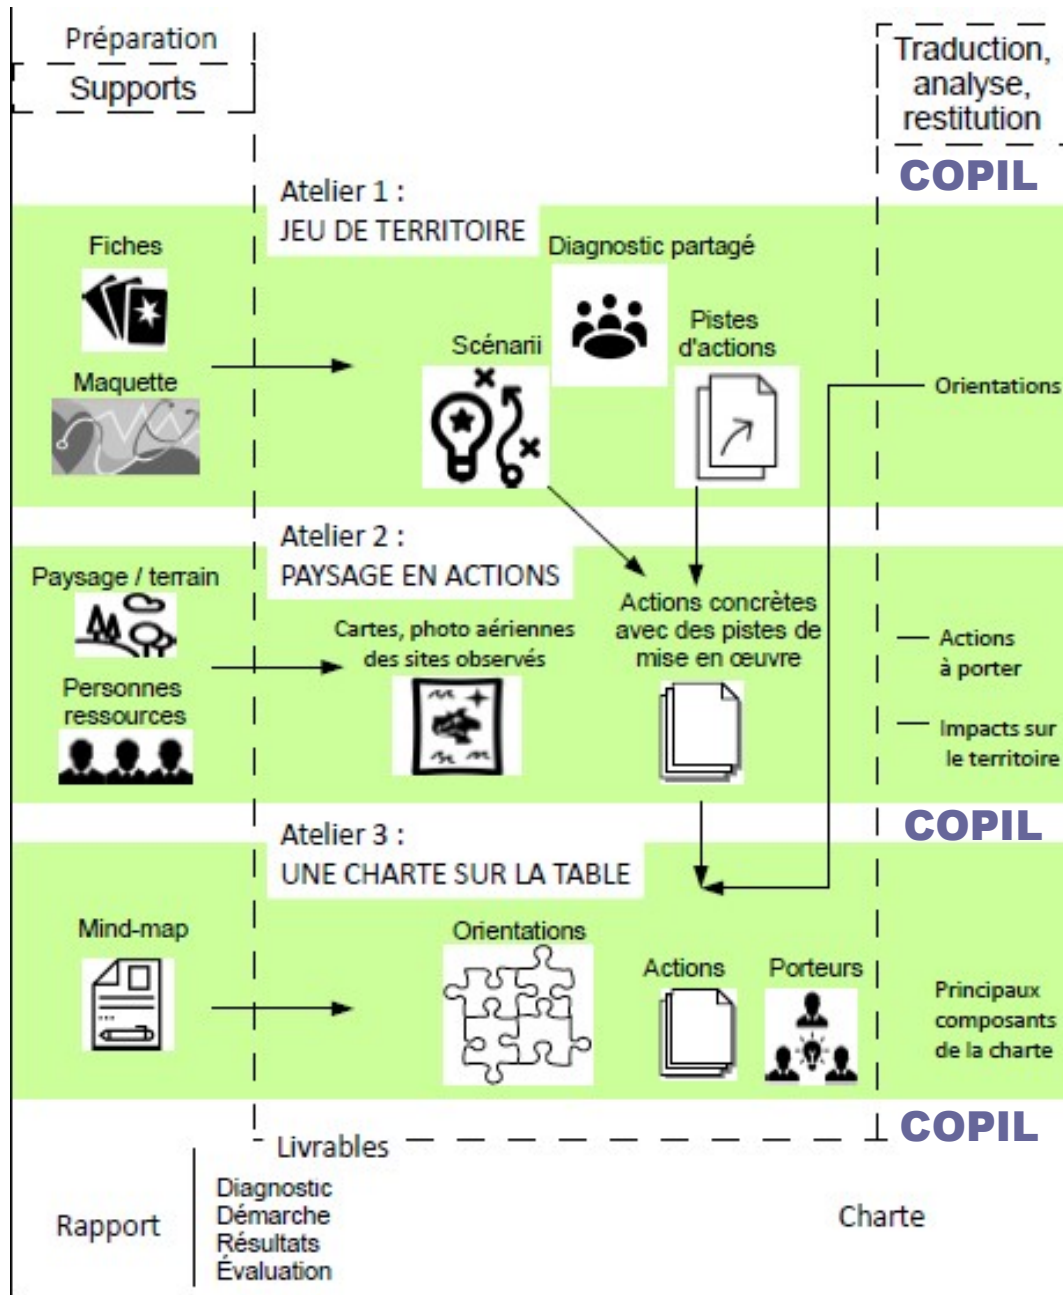 Préparation
Supports
Traduction,
analyse,
restitution
COPIL
Atelier 1 :
JEU DE TERRITOIRE
Fiches
Maquette
Diagnostic partagé
Scénarii
Pistes
d'actions
Orientations
Atelier 2 :
PAYSAGE EN ACTIONS
Paysage / terrain
Personnes
ressources
Cartes, photo aériennes
des sites observés
Actions concrètes
avec des pistes de
mise en œuvre
Actions
à porter
Impacts sur
le territoire
COPIL
Atelier 3 :
UNE CHARTE SUR LA TABLE
Mind-map
Orientations
Actions
Porteurs
Principaux
composants
de la charte
COPIL
Livrables
Rapport
Diagnostic
Démarche
Résultats
Évaluation
Charte